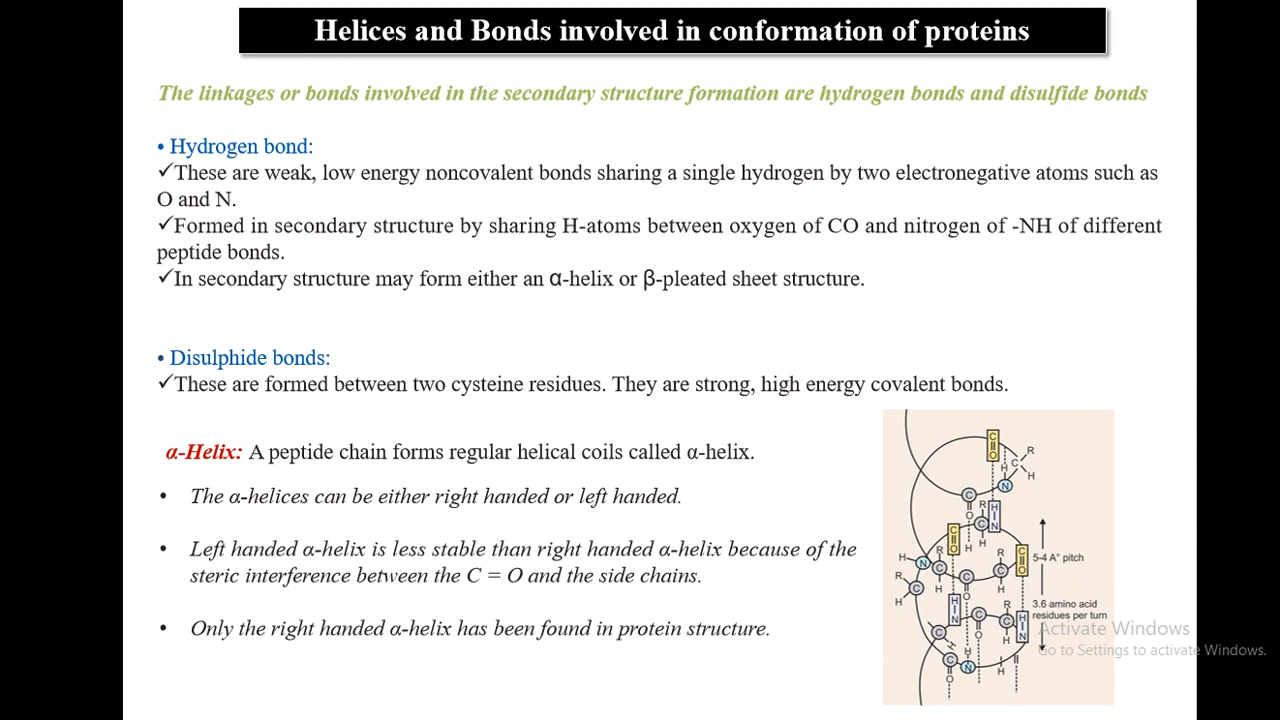 Helices and Bonds involved in conformation of proteins
The linkages or bonds involved in the secondary structure formation are hydrogen bonds and disulfide bonds
• Hydrogen bond:
✓These are weak, low energy noncovalent bonds sharing a single hydrogen by two electronegative atoms such as
O and N.
✓Formed in secondary structure by sharing H-atoms between oxygen of CO and nitrogen of -NH of different
peptide bonds.
✓In secondary structure may form either an α-helix or β-pleated sheet structure.
• Disulphide bonds:
✓These are formed between two cysteine residues. They are strong, high energy covalent bonds.
α-Helix: A peptide chain forms regular helical coils called α-helix.
• The α-helices can be either right handed or left handed.
• Left handed α-helix is less stable than right handed α-helix because of the
steric interference between the C = O and the side chains.
• Only the right handed α-helix has been found in protein structure.
5-4 A° pitch
3.6 amino acid
residues per turn
Activate Windows
Go to Settings to activate Windows.